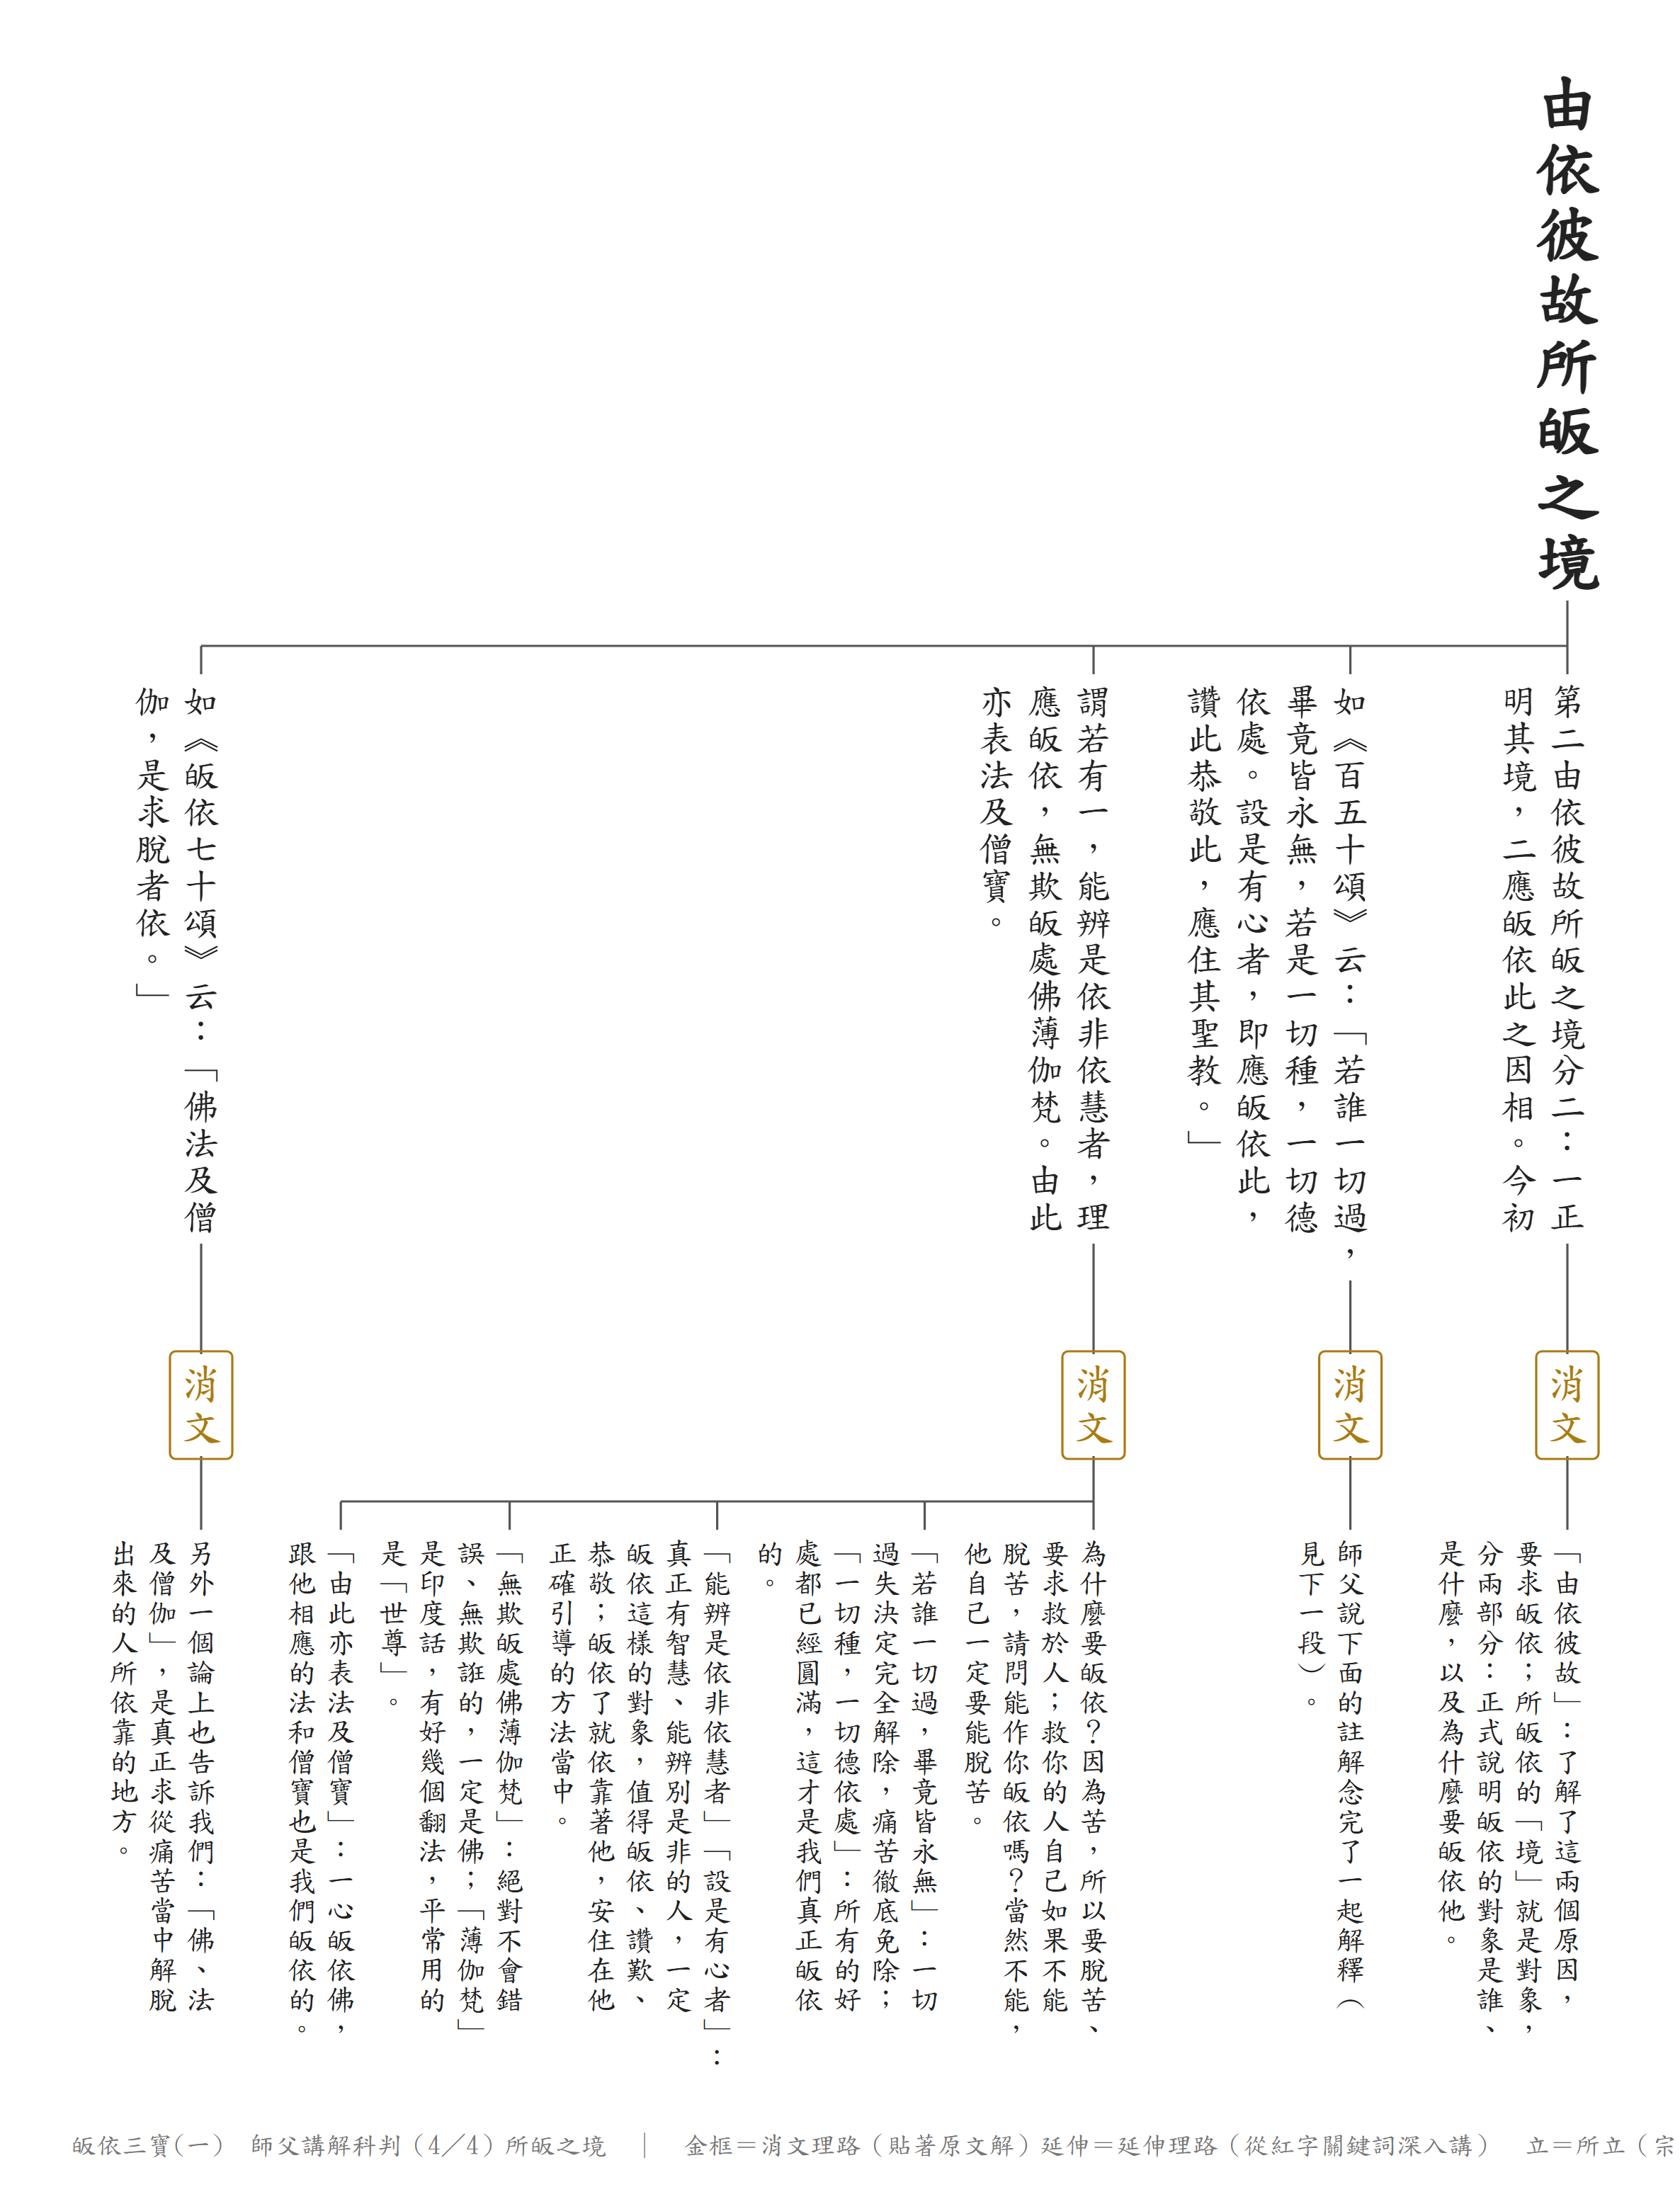 由依彼故所皈之境
第二由依彼故所皈之境分二：一正
明其境，二應皈依此之因相。今初
如《百五十頌》云：「若誰一切過，
畢竟皆永無，若是一切種，一切德
依處。設是有心者，即應皈依此，
讚此恭敬此，應住其聖教。」
謂若有一，能辨是依非依慧者，理
應皈依，無欺皈處佛薄伽梵。由此
亦表法及僧寶。
如《皈依七十頌》云：「佛法及僧
伽，是求脫者依。」
消文
消文
消文
消文
「由依彼故」：了解了這兩個原因，
要求皈依；所皈依的「境」就是對象，
分兩部分：正式說明皈依的對象是誰、
是什麼，以及為什麼要皈依他。
師父說下面的註解念完了一起解釋（
見下一段）。
為什麼要皈依？因為苦，所以要脫苦、
要求救於人；救你的人自己如果不能
脫苦，請問能作你皈依嗎？當然不能，
他自己一定要能脫苦。
「若誰一切過，畢竟皆永無」：一切
過失決定完全解除，痛苦徹底免除；
「一切種，一切德依處」：所有的好
處都已經圓滿，這才是我們真正皈依
的。
「能辨是依非依慧者」「設是有心者」：
真正有智慧、能辨別是非的人，一定
皈依這樣的對象，值得皈依、讚歎、
恭敬；皈依了就依靠著他，安住在他
正確引導的方法當中。
「無欺皈處佛薄伽梵」：絕對不會錯
誤、無欺誑的，一定是佛；「薄伽梵」
是印度話，有好幾個翻法，平常用的
是「世尊」。
「由此亦表法及僧寶」：一心皈依佛，
跟他相應的法和僧寶也是我們皈依的。
另外一個論上也告訴我們：「佛、法
及僧伽」，是真正求從痛苦當中解脫
出來的人所依靠的地方。
皈依三寶(一)　師父講解科判（4／4）所皈之境　｜　金框＝消文理路（貼著原文解）延伸＝延伸理路（從紅字關鍵詞深入講）　立＝所立（宗